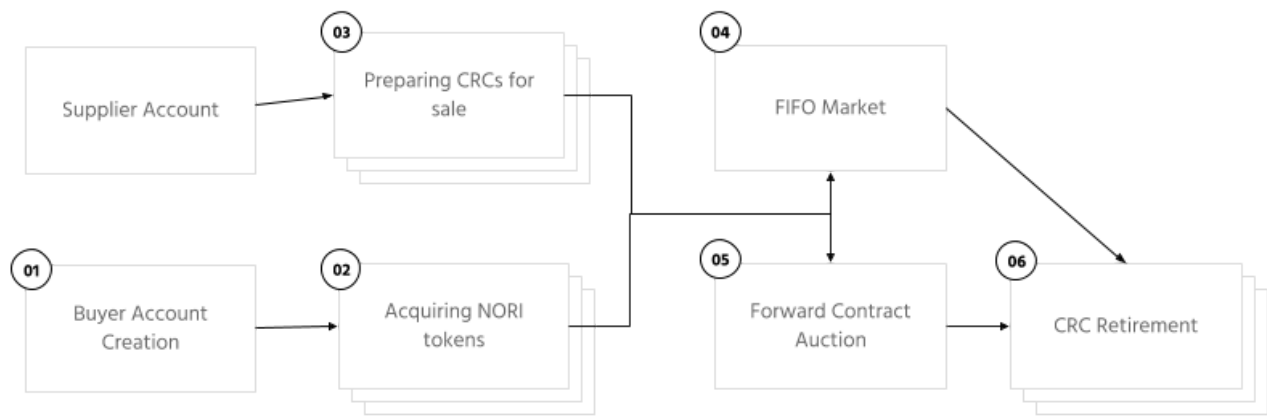 03
Preparing CRCs for
sale
Supplier Account
04
FIFO Market
01
Buyer Account
Creation
02
Acquiring NORI
tokens
05
Forward Contract
Auction
06
CRC Retirement